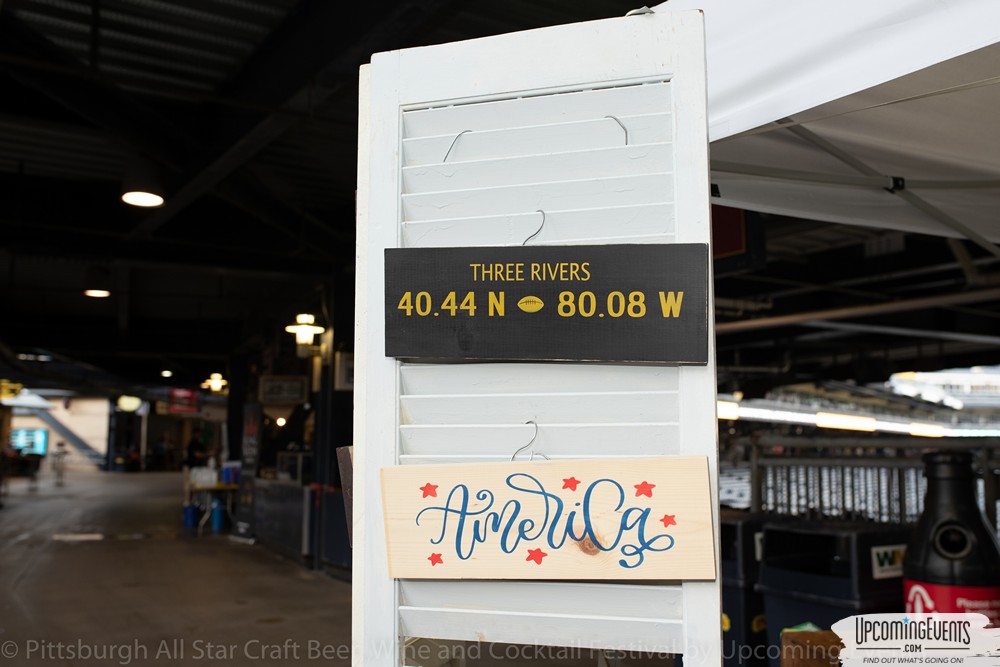 THREE RIVERS
40.44 N 80.08 W
America
© Pittsburgh All Star Craft Beer, Wine and Cocktail Festival by Upcoming
UPCOMINGEVENTS
.COM
FIND OUT WHAT'S GOING ON!